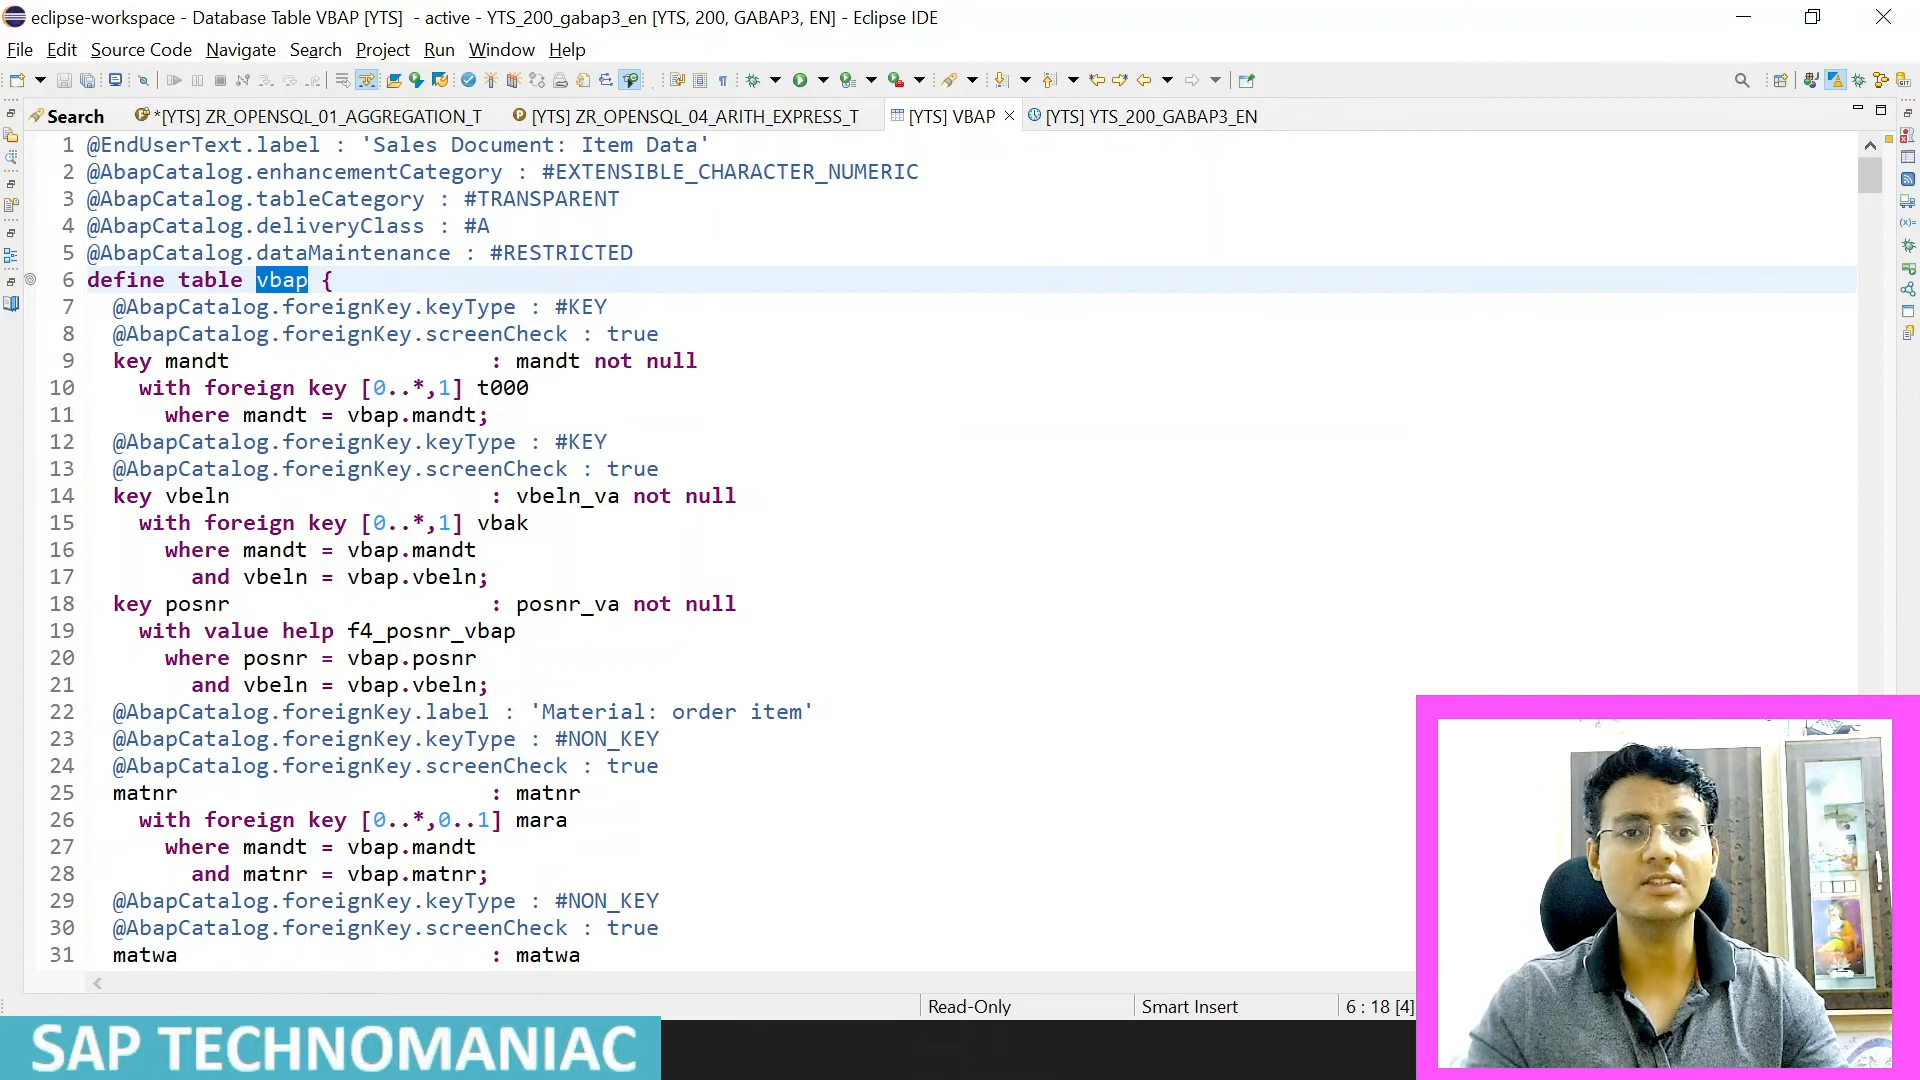 eclipse-workspace - Database Table VBAP [YTS] - active - YTS_200_gabap3_en [YTS, 200, GABAP3, EN] - Eclipse IDE
File Edit Source Code Navigate Search Project Run Window Help
Search *[YTS] ZR_OPENSQL_01_AGGREGATION_T [YTS] ZR_OPENSQL_04_ARITH_EXPRESS_T [YTS] VBAP [YTS] YTS_200_GABAP3_EN
1 @EndUserText.label : 'Sales Document: Item Data'
2 @AbapCatalog.enhancementCategory : #EXTENSIBLE_CHARACTER_NUMERIC
3 @AbapCatalog.tableCategory : #TRANSPARENT
4 @AbapCatalog.deliveryClass : #A
5 @AbapCatalog.dataMaintenance : #RESTRICTED
6 define table vbap {
7 @AbapCatalog.foreignKey.keyType : #KEY
8 @AbapCatalog.foreignKey.screenCheck : true
9 key mandt : mandt not null
10 with foreign key [0..*,1] t000
11 where mandt = vbap.mandt;
12 @AbapCatalog.foreignKey.keyType : #KEY
13 @AbapCatalog.foreignKey.screenCheck : true
14 key vbeln : vbeln_va not null
15 with foreign key [0..*,1] vbak
16 where mandt = vbap.mandt
17 and vbeln = vbap.vbeln;
18 key posnr : posnr_va not null
19 with value help f4_posnr_vbap
20 where posnr = vbap.posnr
21 and vbeln = vbap.vbeln;
22 @AbapCatalog.foreignKey.label : 'Material: order item'
23 @AbapCatalog.foreignKey.keyType : #NON_KEY
24 @AbapCatalog.foreignKey.screenCheck : true
25 matnr : matnr
26 with foreign key [0..*,0..1] mara
27 where mandt = vbap.mandt
28 and matnr = vbap.matnr;
29 @AbapCatalog.foreignKey.keyType : #NON_KEY
30 @AbapCatalog.foreignKey.screenCheck : true
31 matwa : matwa
Read-Only Smart Insert 6 : 18 [4]
SAP TECHNOMANIAC